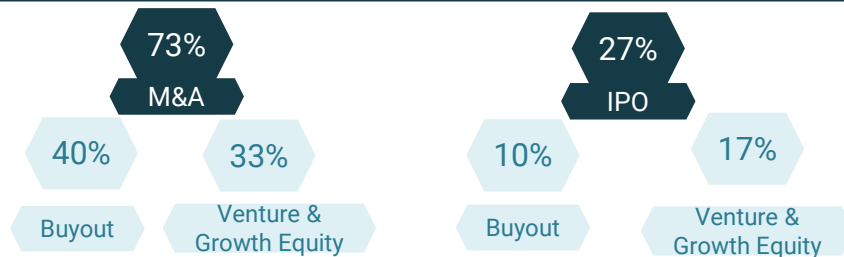 73%
M&A
40%
33%
Buyout
Venture &
Growth Equity
27%
IPO
10%
17%
Buyout
Venture &
Growth Equity